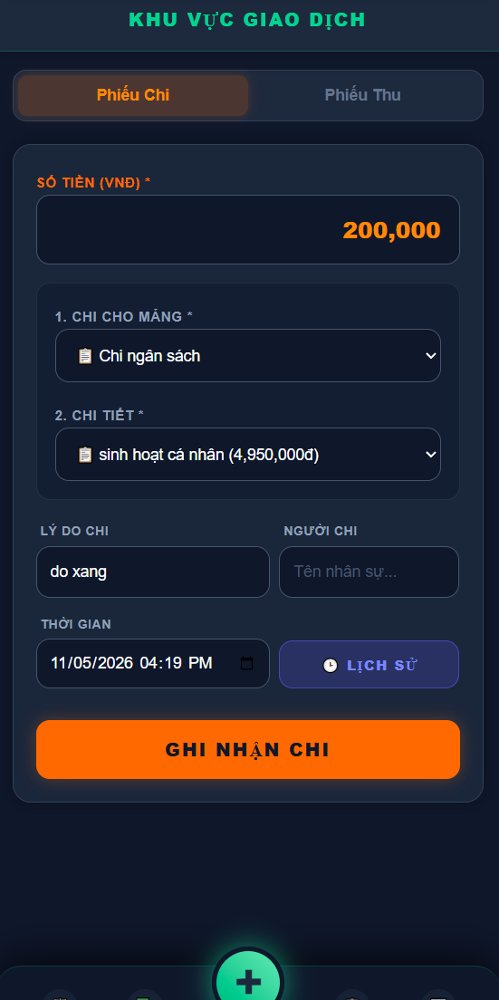 KHU VỰC GIAO DỊCH
Phiếu Chi
Phiếu Thu
SỐ TIỀN (VNĐ) *
200,000
1. CHI CHO MẢNG *
Chi ngân sách
2. CHI TIẾT *
sinh hoạt cá nhân (4,950,000đ)
LÝ DO CHI
NGƯỜI CHI
do xang
Tên nhân sự...
THỜI GIAN
11/05/2026 04:19 PM
LỊCH SỬ
GHI NHẬN CHI